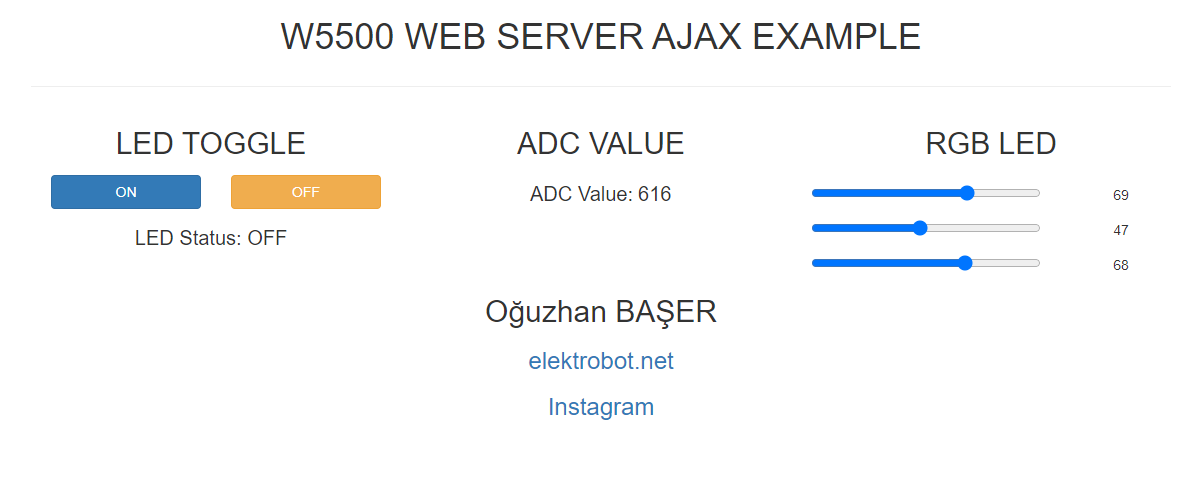 W5500 WEB SERVER AJAX EXAMPLE
LED TOGGLE
ON OFF
LED Status: OFF
ADC VALUE
ADC Value: 616
RGB LED
69
47
68
Oğuzhan BAŞER
elektrobot.net
Instagram